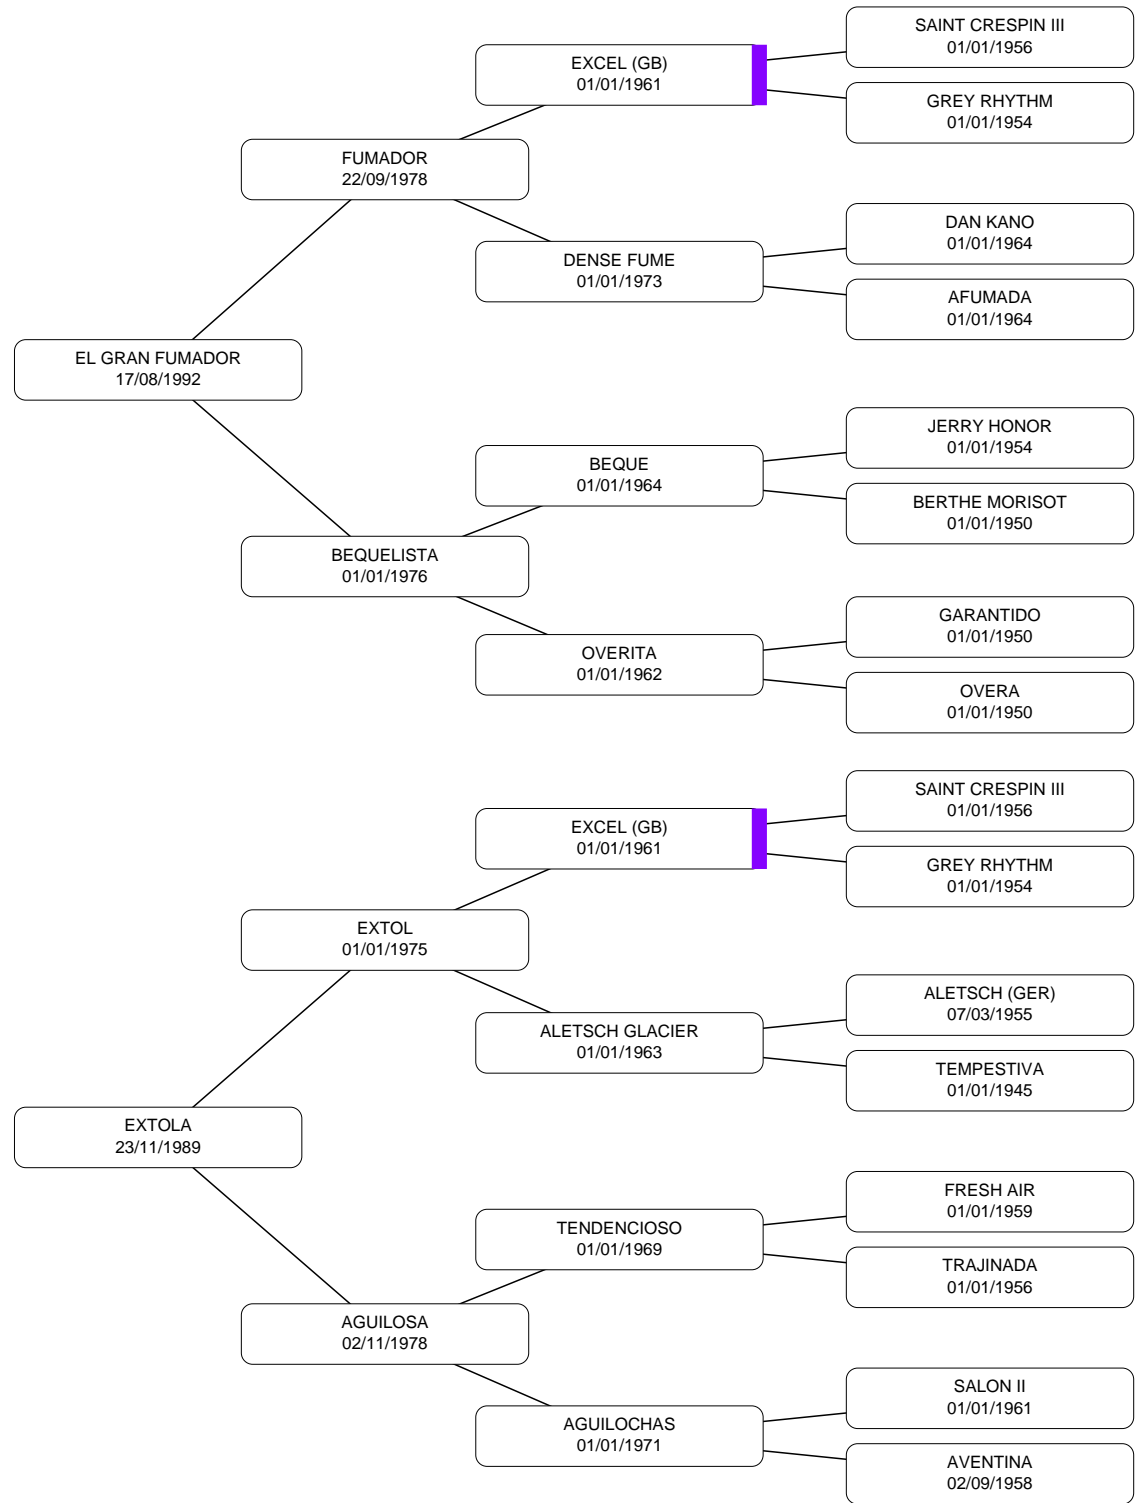 SAINT CRESPIN III
01/01/1956
EXCEL (GB)
01/01/1961
GREY RHYTHM
01/01/1954
FUMADOR
22/09/1978
DAN KANO
01/01/1964
DENSE FUME
01/01/1973
AFUMADA
01/01/1964
EL GRAN FUMADOR
17/08/1992
JERRY HONOR
01/01/1954
BEQUE
01/01/1964
BERTHE MORISOT
01/01/1950
BEQUELISTA
01/01/1976
GARANTIDO
01/01/1950
OVERITA
01/01/1962
OVERA
01/01/1950
SAINT CRESPIN III
01/01/1956
EXCEL (GB)
01/01/1961
GREY RHYTHM
01/01/1954
EXTOL
01/01/1975
ALETSCH (GER)
07/03/1955
ALETSCH GLACIER
01/01/1963
TEMPESTIVA
01/01/1945
EXTOLA
23/11/1989
FRESH AIR
01/01/1959
TENDENCIOSO
01/01/1969
TRAJINADA
01/01/1956
AGUILOSA
02/11/1978
SALON II
01/01/1961
AGUILOCHAS
01/01/1971
AVENTINA
02/09/1958